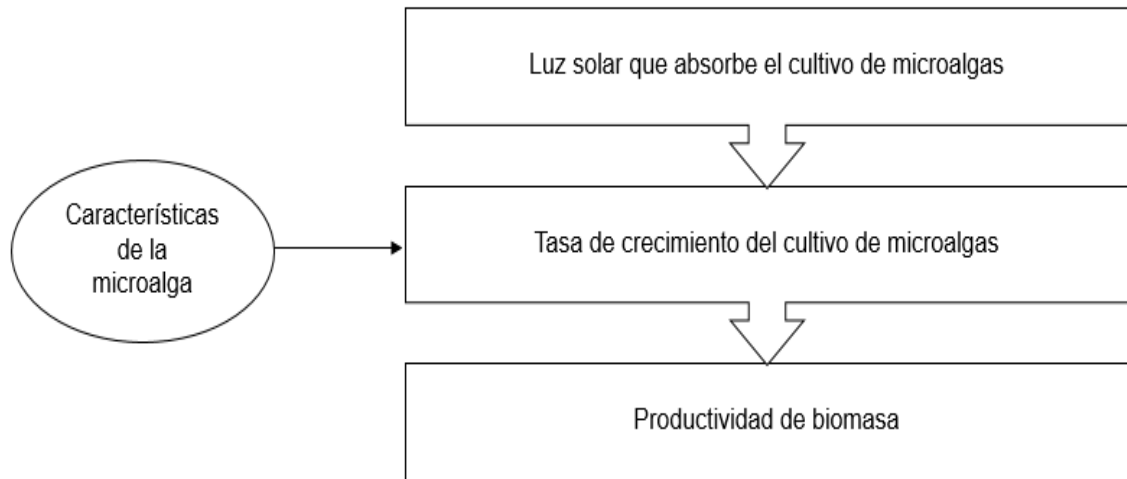 Luz solar que absorbe el cultivo de microalgas
Característícas
de la
microalga
Tasa de crecimiento del cultivo de microalgas
Productividad de biomasa